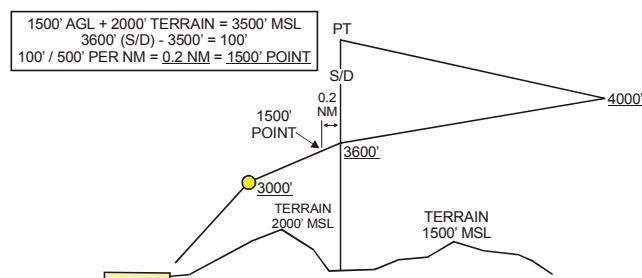 1500' AGL + 2000' TERRAIN = 3500' MSL
3600' (S/D) - 3500' = 100'
100' / 500' PER NM = 0.2 NM = 1500' POINT
PT
S/D
0.2
NM
1500'
POINT
4000'
3600'
3000'
TERRAIN
2000' MSL
TERRAIN
1500' MSL